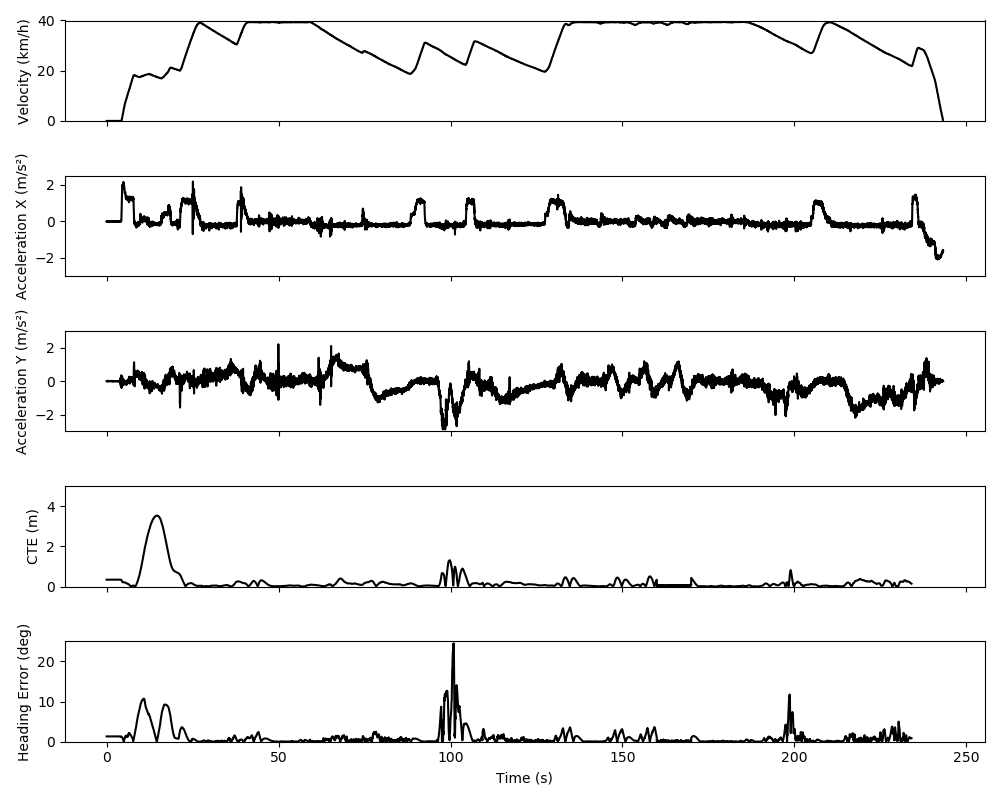 Velocity (km/h)
40
20
0
Acceleration X (m/s²)
2
0
−2
Acceleration Y (m/s²)
2
0
−2
CTE (m)
4
2
0
Heading Error (deg)
20
10
0
0 50 100 150 200 250
Time (s)